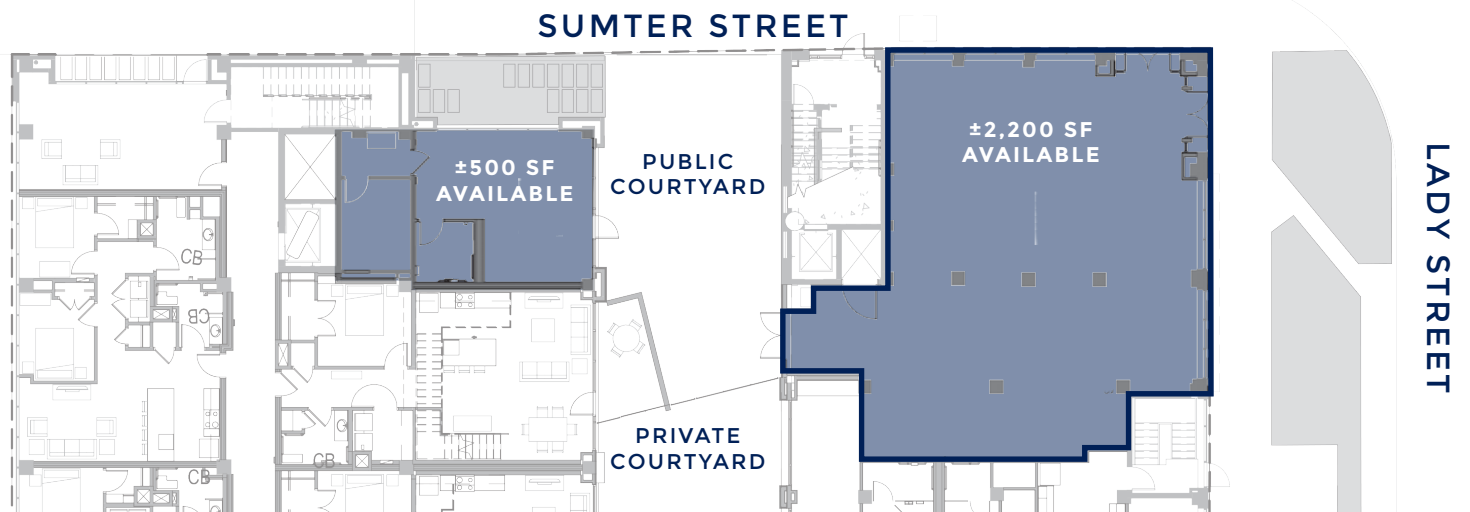 SUMTER STREET
±500 SF
AVAILABLE
PUBLIC
COURTYARD
±2,200 SF
AVAILABLE
LADY STREET
CB
CB
PRIVATE
COURTYARD
CB
CB